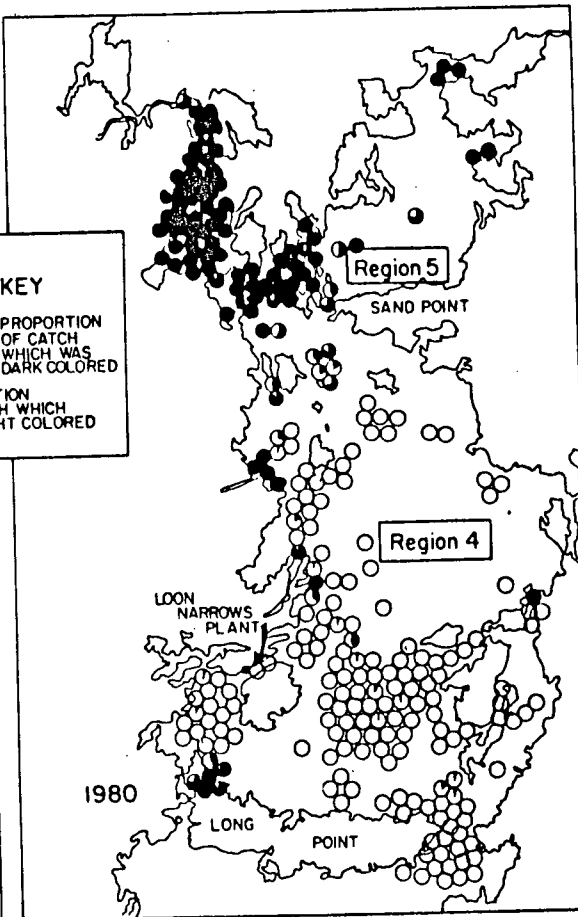 KEY
PROPORTION
OF CATCH
WHICH WAS
DARK COLORED
TION
H WHICH
HT COLORED
Region 5
SAND POINT
Region 4
LOON
NARROWS
PLANT
1980
LONG
POINT